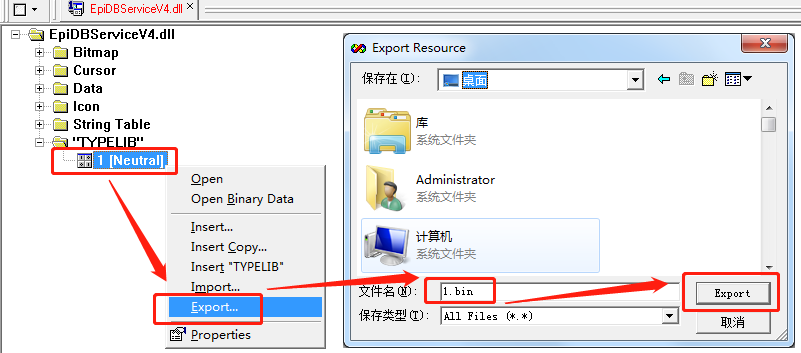 EpiDBServiceV4.dll
EpiDBServiceV4.dll
Bitmap
Cursor
Data
Icon
String Table
"TYPELIB"
1 [Neutral]
Open
Open Binary Data
Insert...
Insert Copy...
Insert "TYPELIB"
Import...
Export...
Properties
Export Resource
保存在(I):
桌面
库
系统文件夹
Administrator
系统文件夹
计算机
系统文件夹
文件名(N):
1.bin
Export
保存类型(T):
All Files (*.*)
取消